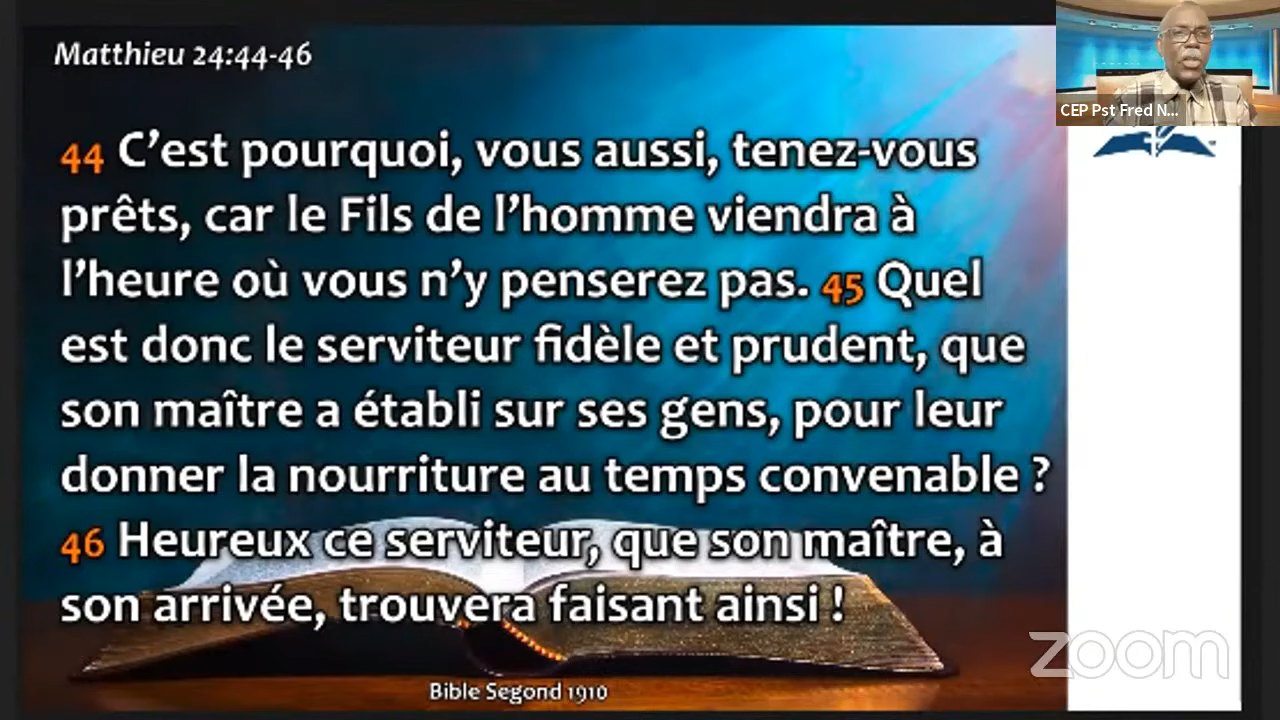 Matthieu 24:44-46
CEP Pst Fred N...
44 C’est pourquoi, vous aussi, tenez-vous
prêts, car le Fils de l’homme viendra à
l’heure où vous n’y penserez pas. 45 Quel
est donc le serviteur fidèle et prudent, que
son maître a établi sur ses gens, pour leur
donner la nourriture au temps convenable ?
46 Heureux ce serviteur, que son maître, à
son arrivée, trouvera faisant ainsi !
zoom
Bible Segond 1910